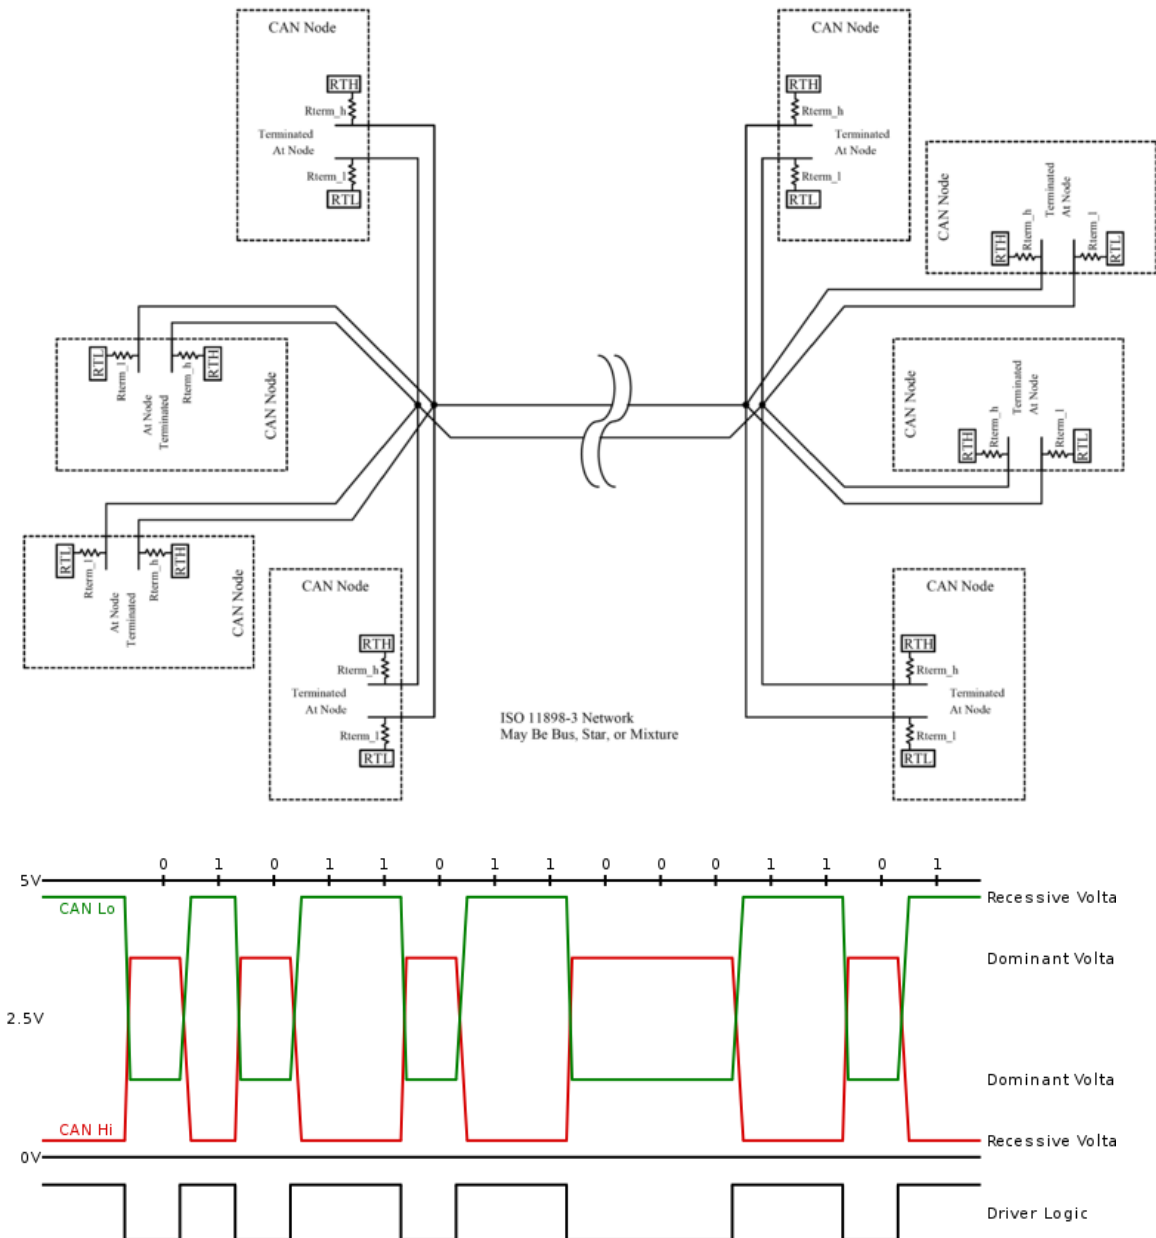 CAN Node
RTH
Rterm_h
Terminated
At Node
Rterm_l
RTL
CAN Node
RTH
Rterm_h
Terminated
At Node
Rterm_l
RTL
CAN Node
RTH
Rterm_h
Terminated
At Node
Rterm_l
RTL
RTL
Rterm_l
At Node
Terminated
Rterm_h
RTH
CAN Node
CAN Node
RTH
Rterm_h
Terminated
At Node
Rterm_l
RTL
RTL
Rterm_l
At Node
Terminated
Rterm_h
RTH
CAN Node
CAN Node
RTH
Rterm_h
Terminated
At Node
Rterm_l
RTL
CAN Node
RTH
Rterm_h
Terminated
At Node
Rterm_l
RTL
ISO 11898-3 Network
May Be Bus, Star, or Mixture
0 1 0 1 1 0 1 1 0 0 0 1 1 0 1
5V
CAN Lo
Recessive Volta
Dominant Volta
2.5V
Dominant Volta
CAN Hi
Recessive Volta
0V
Driver Logic